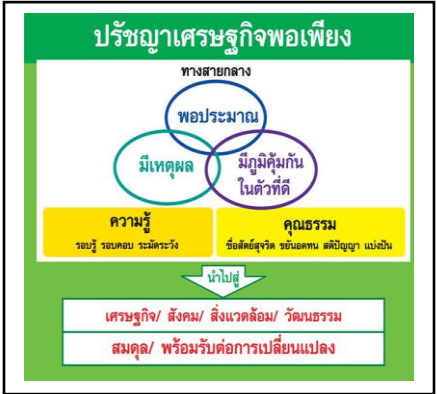 ปรัชญาเศรษฐกิจพอเพียง
ทางสายกลาง
พอประมาณ
มีเหตุผล
มีภูมิคุ้มกัน
ในตัวที่ดี
ความรู้
รอบรู้ รอบคอบ ระมัดระวัง
คุณธรรม
ซื่อสัตย์สุจริต ขยันอดทน สติปัญญา แบ่งปัน
นำไปสู่
เศรษฐกิจ/ สังคม/ สิ่งแวดล้อม/ วัฒนธรรม
สมดุล/ พร้อมรับต่อการเปลี่ยนแปลง